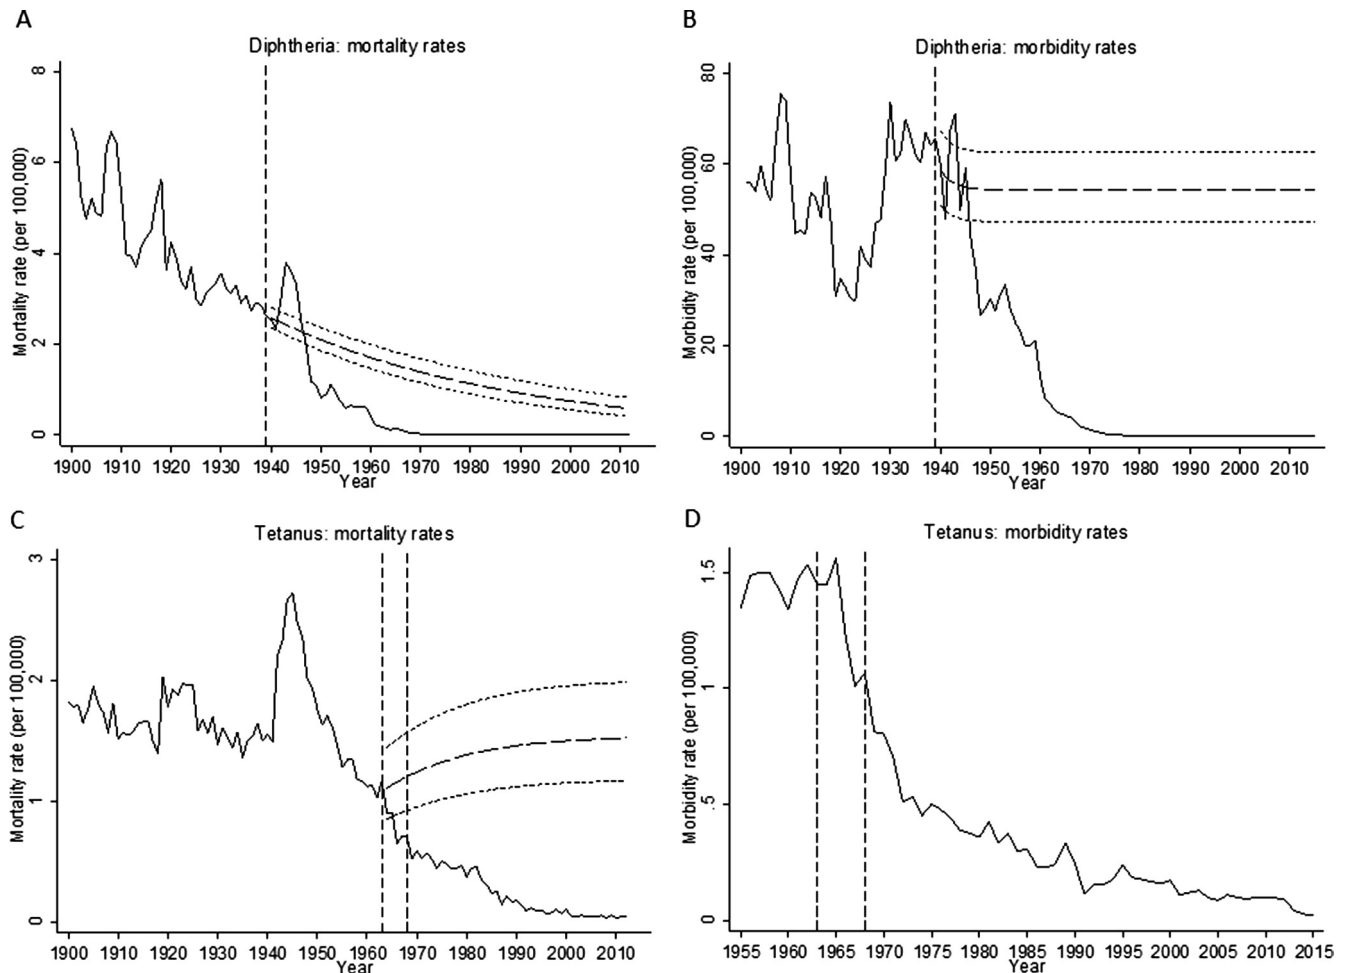 A
Diphtheria: mortality rates
Mortality rate (per 100,000)
8
6
4
2
0
1900 1910 1920 1930 1940 1950 1960 1970 1980 1990 2000 2010
Year
B
Diphtheria: morbidity rates
Morbidity rate (per 100,000)
80
60
40
20
0
1900 1910 1920 1930 1940 1950 1960 1970 1980 1990 2000 2010
Year
C
Tetanus: mortality rates
Mortality rate (per 100,000)
3
2
1
0
1900 1910 1920 1930 1940 1950 1960 1970 1980 1990 2000 2010
Year
D
Tetanus: morbidity rates
Morbidity rate (per 100,000)
1.5
1
.5
0
1955 1960 1965 1970 1975 1980 1985 1990 1995 2000 2005 2010 2015
Year